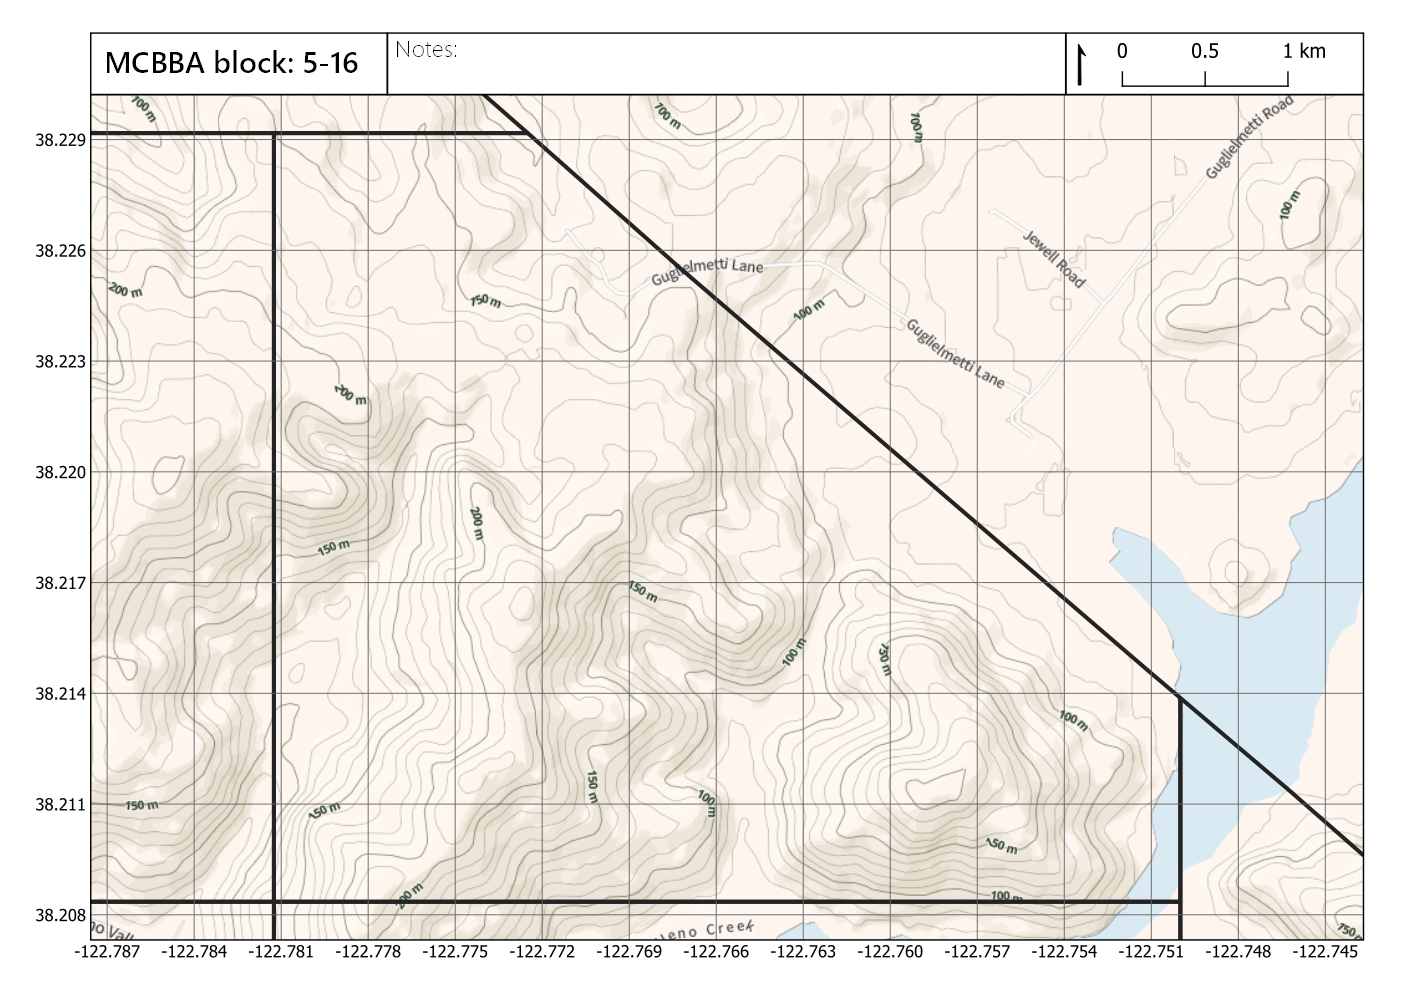 MCBBA block: 5-16
Notes:
0 0.5 1 km
700 m
700 m
700 m
Guglielmetti Road
100 m
Jewell Road
Guglielmetti Lane
200 m
150 m
100 m
Guglielmetti Lane
200 m
200 m
150 m
150 m
100 m
150 m
100 m
150 m
150 m
150 m
100 m
150 m
200 m
100 m
150 m
38.229
38.226
38.223
38.220
38.217
38.214
38.211
38.208
-122.787 -122.784 -122.781 -122.778 -122.775 -122.772 -122.769 -122.766 -122.763 -122.760 -122.757 -122.754 -122.751 -122.748 -122.745